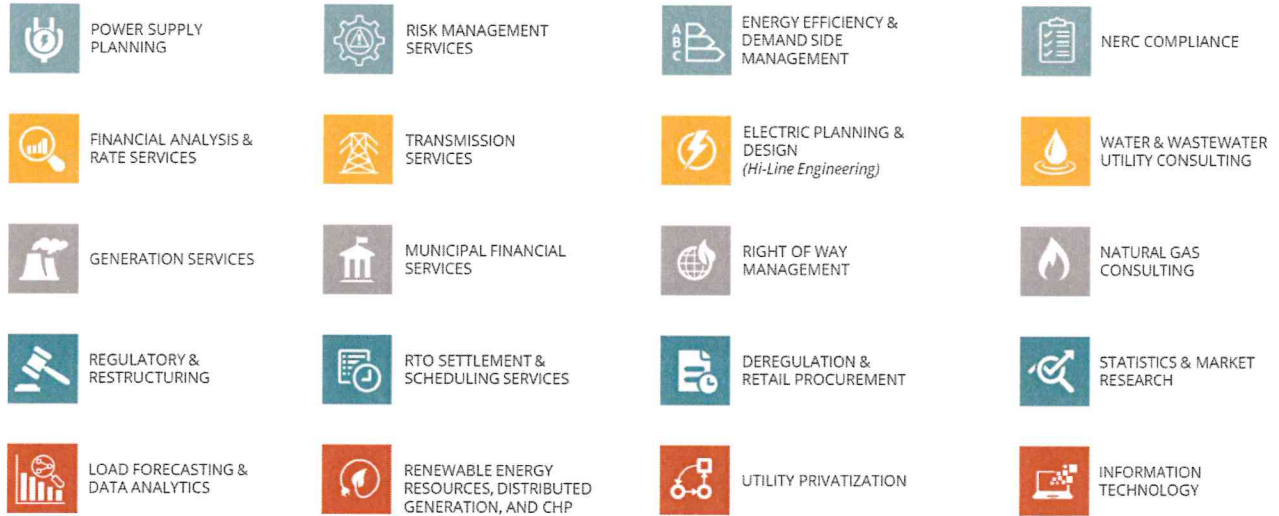 POWER SUPPLY
PLANNING
RISK MANAGEMENT
SERVICES
A
B
C
ENERGY EFFICIENCY &
DEMAND SIDE
MANAGEMENT
NERC COMPLIANCE
FINANCIAL ANALYSIS &
RATE SERVICES
TRANSMISSION
SERVICES
ELECTRIC PLANNING &
DESIGN
(Hi-Line Engineering)
WATER & WASTEWATER
UTILITY CONSULTING
GENERATION SERVICES
MUNICIPAL FINANCIAL
SERVICES
RIGHT OF WAY
MANAGEMENT
NATURAL GAS
CONSULTING
REGULATORY &
RESTRUCTURING
RTO SETTLEMENT &
SCHEDULING SERVICES
DEREGULATION &
RETAIL PROCUREMENT
STATISTICS & MARKET
RESEARCH
LOAD FORECASTING &
DATA ANALYTICS
RENEWABLE ENERGY
RESOURCES, DISTRIBUTED
GENERATION, AND CHP
UTILITY PRIVATIZATION
INFORMATION
TECHNOLOGY